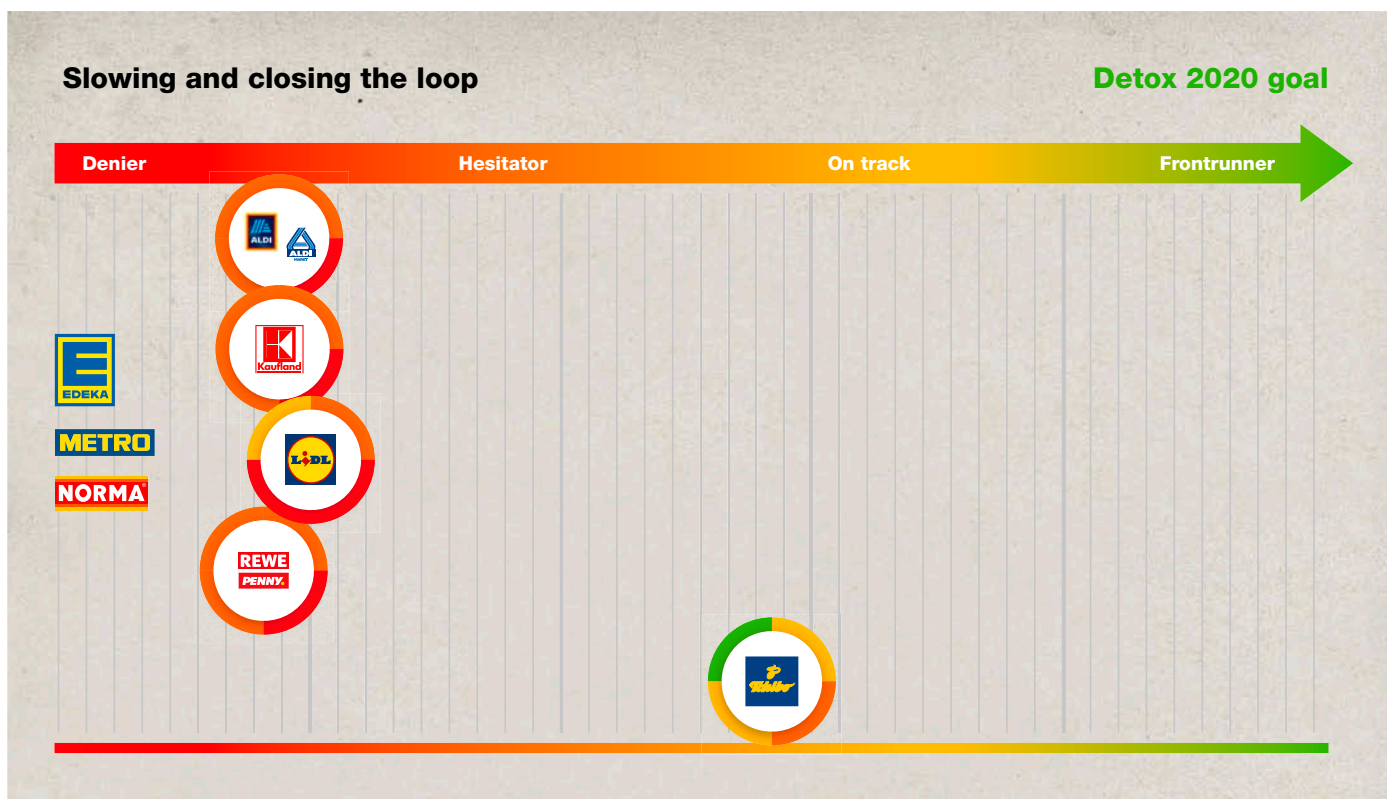 Slowing and closing the loop
Detox 2020 goal
Denier
Hesitator
On track
Frontrunner
ALDI
ALDI
MARKT
Kaufland
EDEKA
METRO
LIDL
NORMA®
REWE
PENNY.
Tchibo